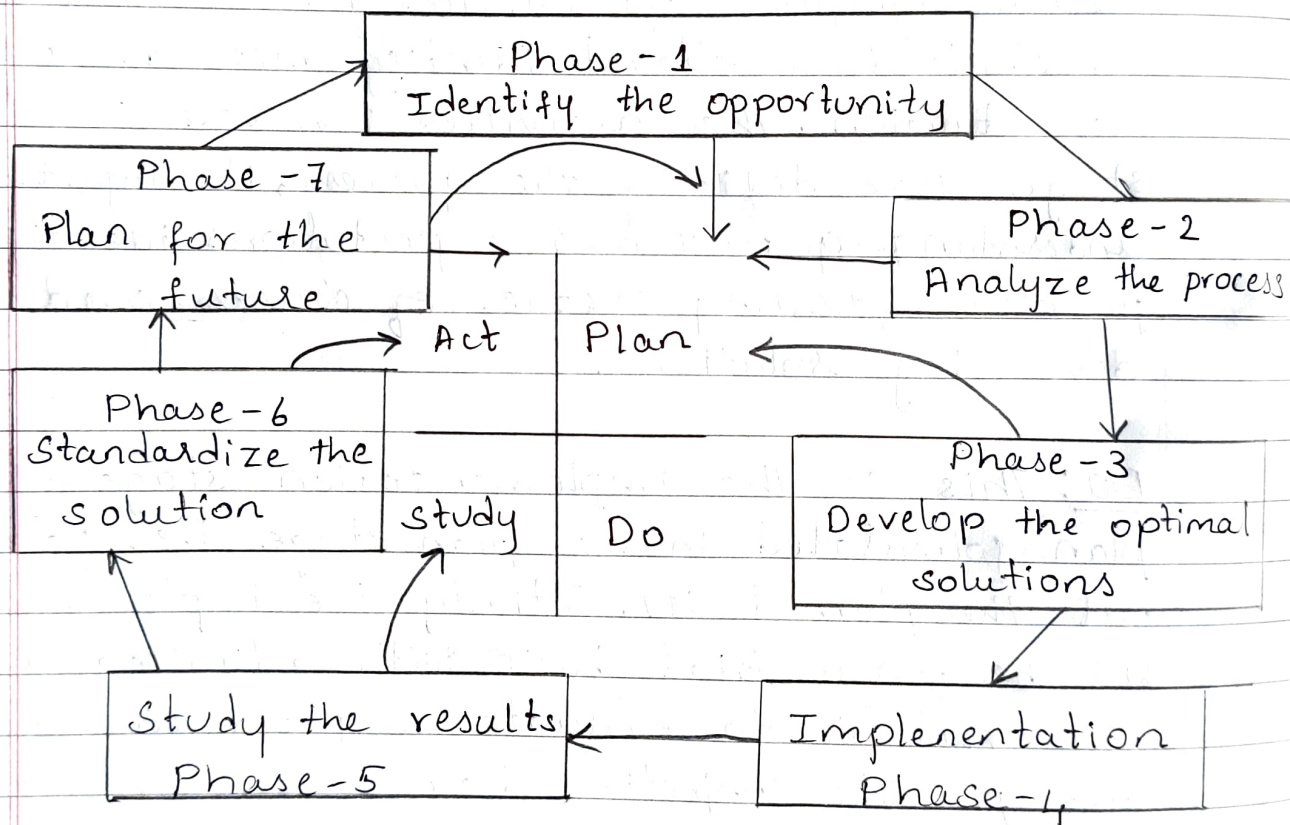 Phase - 1
Identify the opportunity
Phase - 7
Plan for the
future
Phase - 2
Analyze the process
Act
Plan
Phase - 6
Standardize the
solution
Phase - 3
Develop the optimal
solutions
Study
Do
Study the results
Phase - 5
Implenentation
Phase - 4